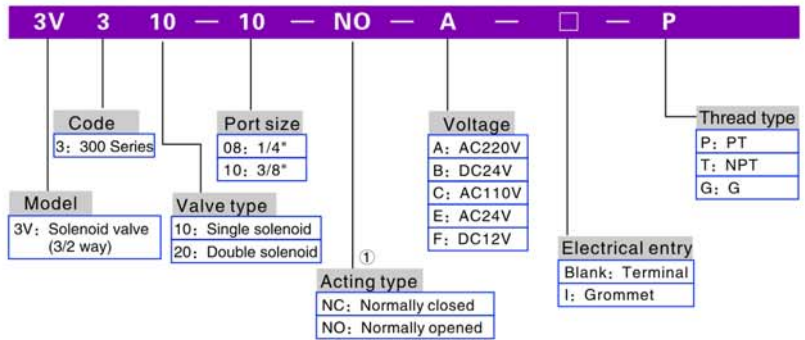 3V 3 10 — 10 — NO — A — □ — P
Code
3: 300 Series
Port size
08: 1/4"
10: 3/8"
Voltage
A: AC220V
B: DC24V
C: AC110V
E: AC24V
F: DC12V
Thread type
P: PT
T: NPT
G: G
Model
3V: Solenoid valve
(3/2 way)
Valve type
10: Single solenoid
20: Double solenoid
①
Acting type
NC: Normally closed
NO: Normally opened
Electrical entry
Blank: Terminal
I: Grommet